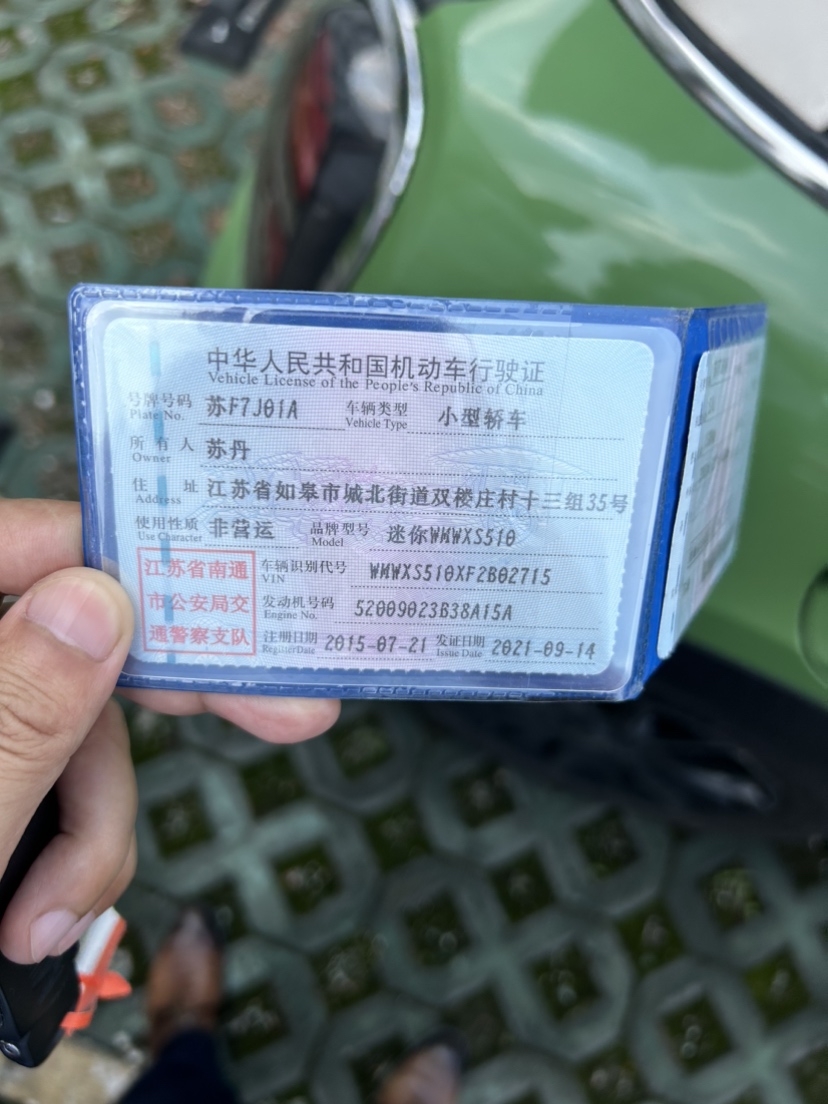 中华人民共和国机动车行驶证
Vehicle License of the People's Republic of China
号牌号码 苏F7J01A 车辆类型 小型轿车
Plate No. Vehicle Type
所有人 苏丹
Owner
住址 江苏省如皋市城北街道双楼庄村十三组35号
Address
使用性质 非营运 品牌型号 迷你WMWXS510
Use Character Model
江苏省南通
市公安局交
通警察支队
车辆识别代号 WMWXS510XF2B02715
VIN
发动机号码 52009023B38A15A
Engine No.
注册日期 2015-07-21 发证日期 2021-09-14
RegisterDate Issue Date